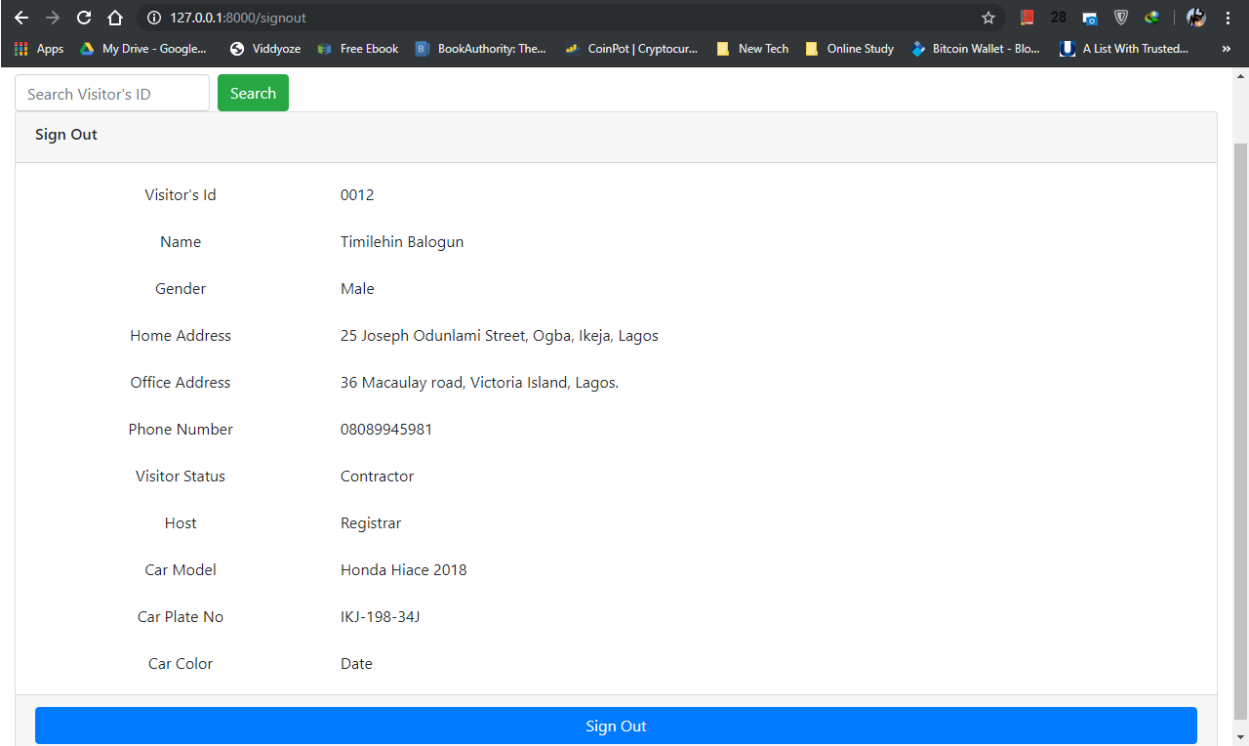 127.0.0.1:8000/signout
28
Apps My Drive - Google... Viddyoze Free Ebook B BookAuthority: The... CoinPot | Cryptocur... New Tech Online Study Bitcoin Wallet - Blo... A List With Trusted... »
Search Visitor's ID Search
Sign Out
Visitor's Id 0012
Name Timilehin Balogun
Gender Male
Home Address 25 Joseph Odunlami Street, Ogba, Ikeja, Lagos
Office Address 36 Macaulay road, Victoria Island, Lagos.
Phone Number 08089945981
Visitor Status Contractor
Host Registrar
Car Model Honda Hiace 2018
Car Plate No IKJ-198-34J
Car Color Date
Sign Out